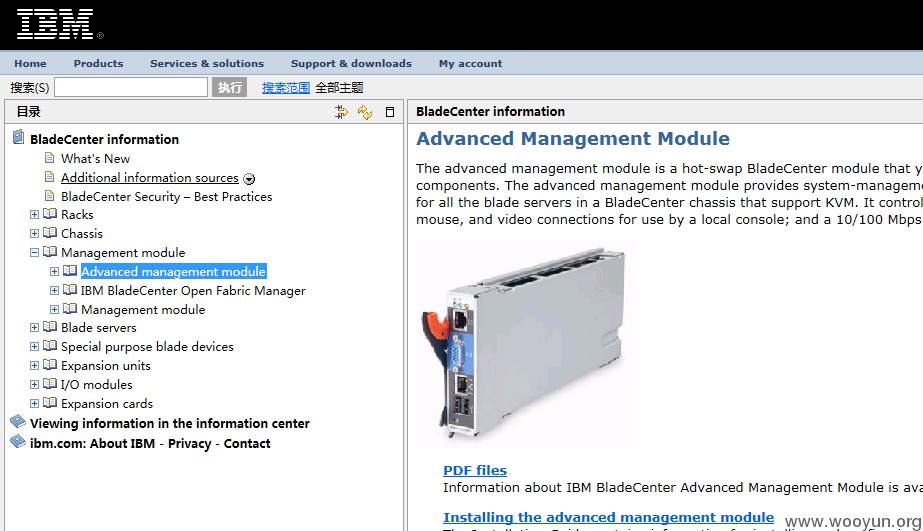 IBM®
Home Products Services & solutions Support & downloads My account
搜索(S) 执行 搜索范围 全部主题
目录
BladeCenter information
What's New
Additional information sources
BladeCenter Security – Best Practices
Racks
Chassis
Management module
Advanced management module
IBM BladeCenter Open Fabric Manager
Management module
Blade servers
Special purpose blade devices
Expansion units
I/O modules
Expansion cards
Viewing information in the information center
ibm.com: About IBM - Privacy - Contact
BladeCenter information
Advanced Management Module
The advanced management module is a hot-swap BladeCenter module that y
components. The advanced management module provides system-managem
for all the blade servers in a BladeCenter chassis that support KVM. It control
mouse, and video connections for use by a local console; and a 10/100 Mbps
PDF files
Information about IBM BladeCenter Advanced Management Module is ava
Installing the advanced management module
www.wooyun.org